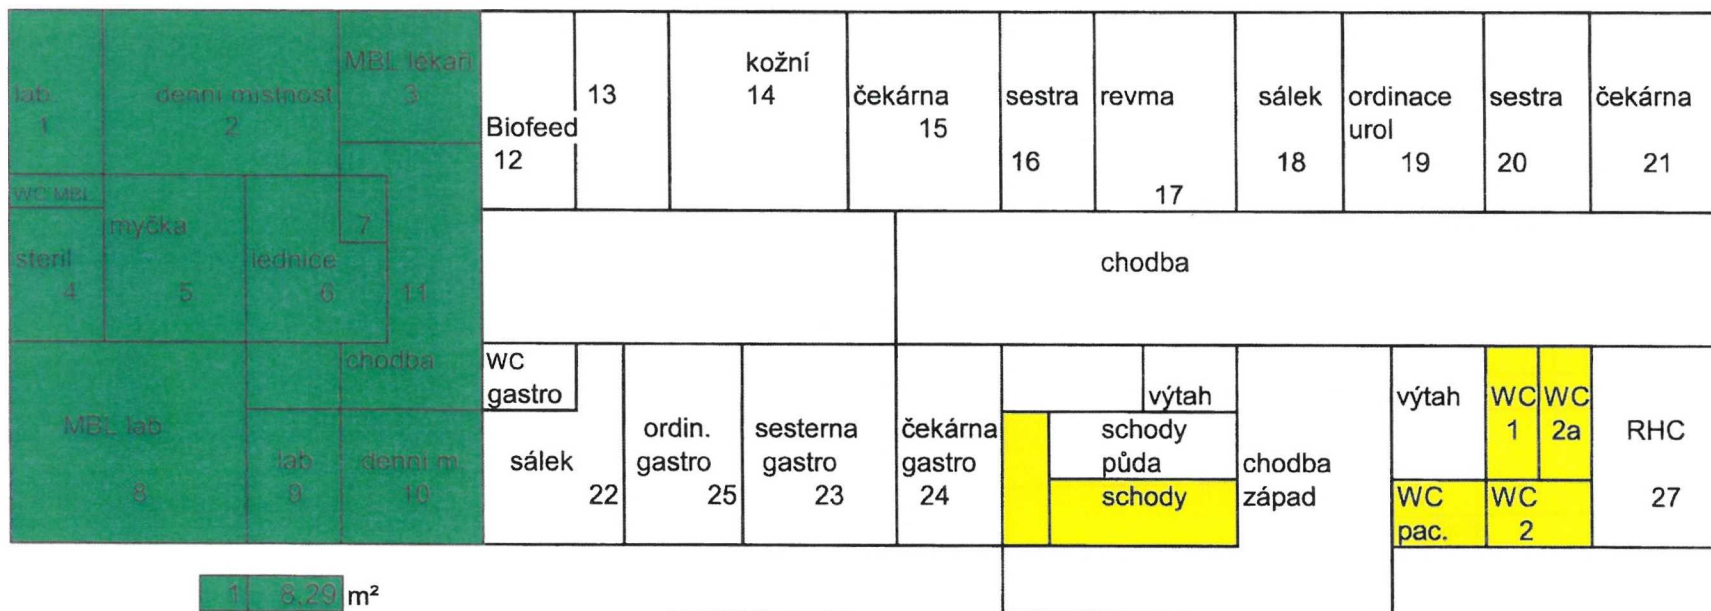 lab.
1
denní místnost
2
MBL lékaři
3
Biofeed
12
13
kožní
14
čekárna
15
sestra
16
revma
17
sálek
18
ordinace
urol
19
sestra
20
čekárna
21
WC MBL
steril
4
myčka
5
lednice
6
7
11
chodba
chodba
MBL lab
8
lab
9
denní m.
10
WC
gastro
sálek
22
ordin.
gastro
25
sesterna
gastro
23
čekárna
gastro
24
výtah
schody
půda
schody
chodba
západ
výtah
WC
1
WC
2a
WC
pac.
WC
2
RHC
27
1 8,29 m²